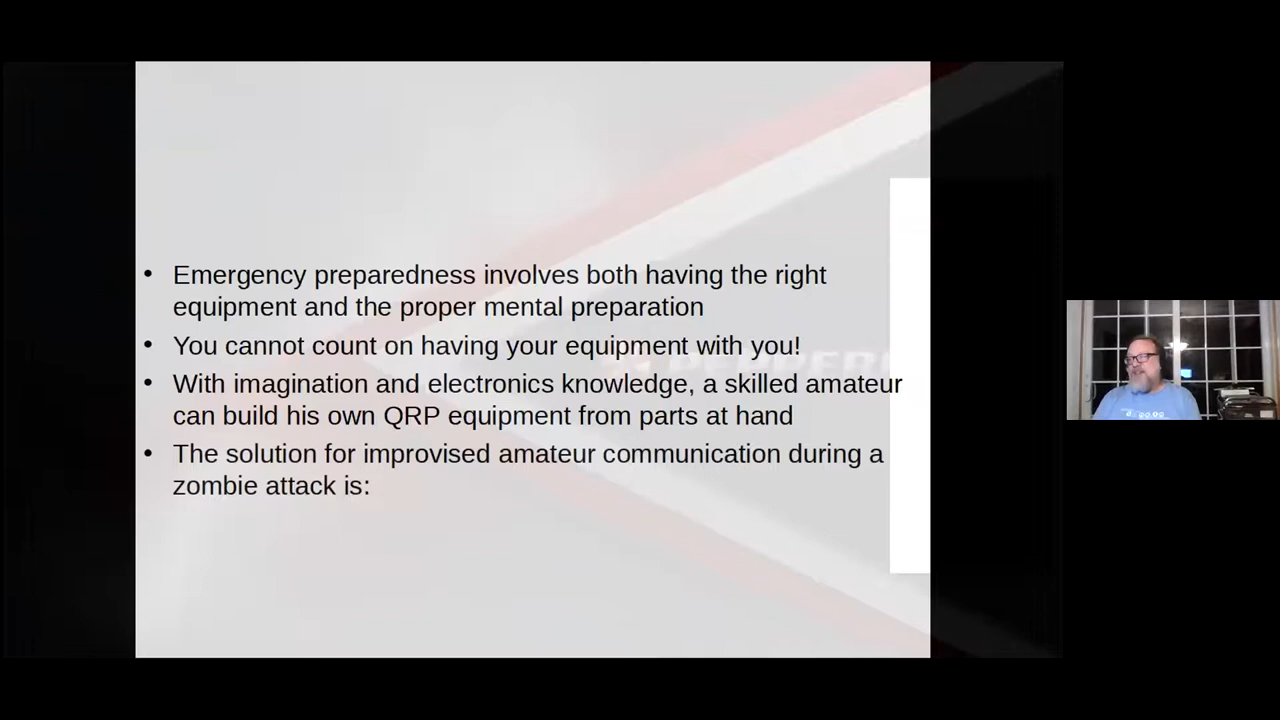 • Emergency preparedness involves both having the right
equipment and the proper mental preparation
• You cannot count on having your equipment with you!
• With imagination and electronics knowledge, a skilled amateur
can build his own QRP equipment from parts at hand
• The solution for improvised amateur communication during a
zombie attack is: